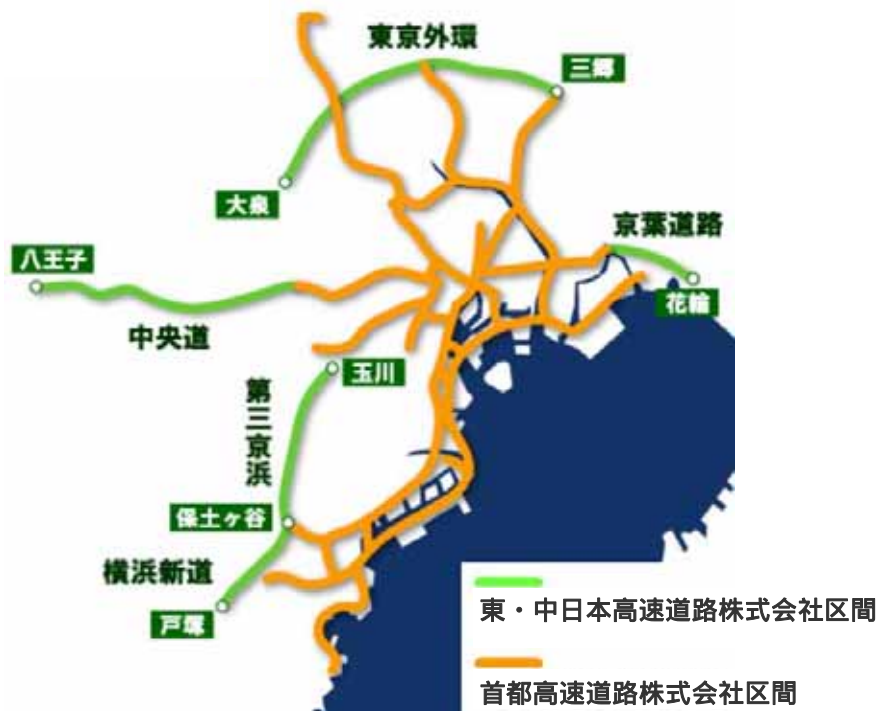 東京外環
三郷
大泉
京葉道路
八王子
花輪
中央道
玉川
第三京浜
保土ヶ谷
横浜新道
戸塚
東・中日本高速道路株式会社区間
首都高速道路株式会社区間